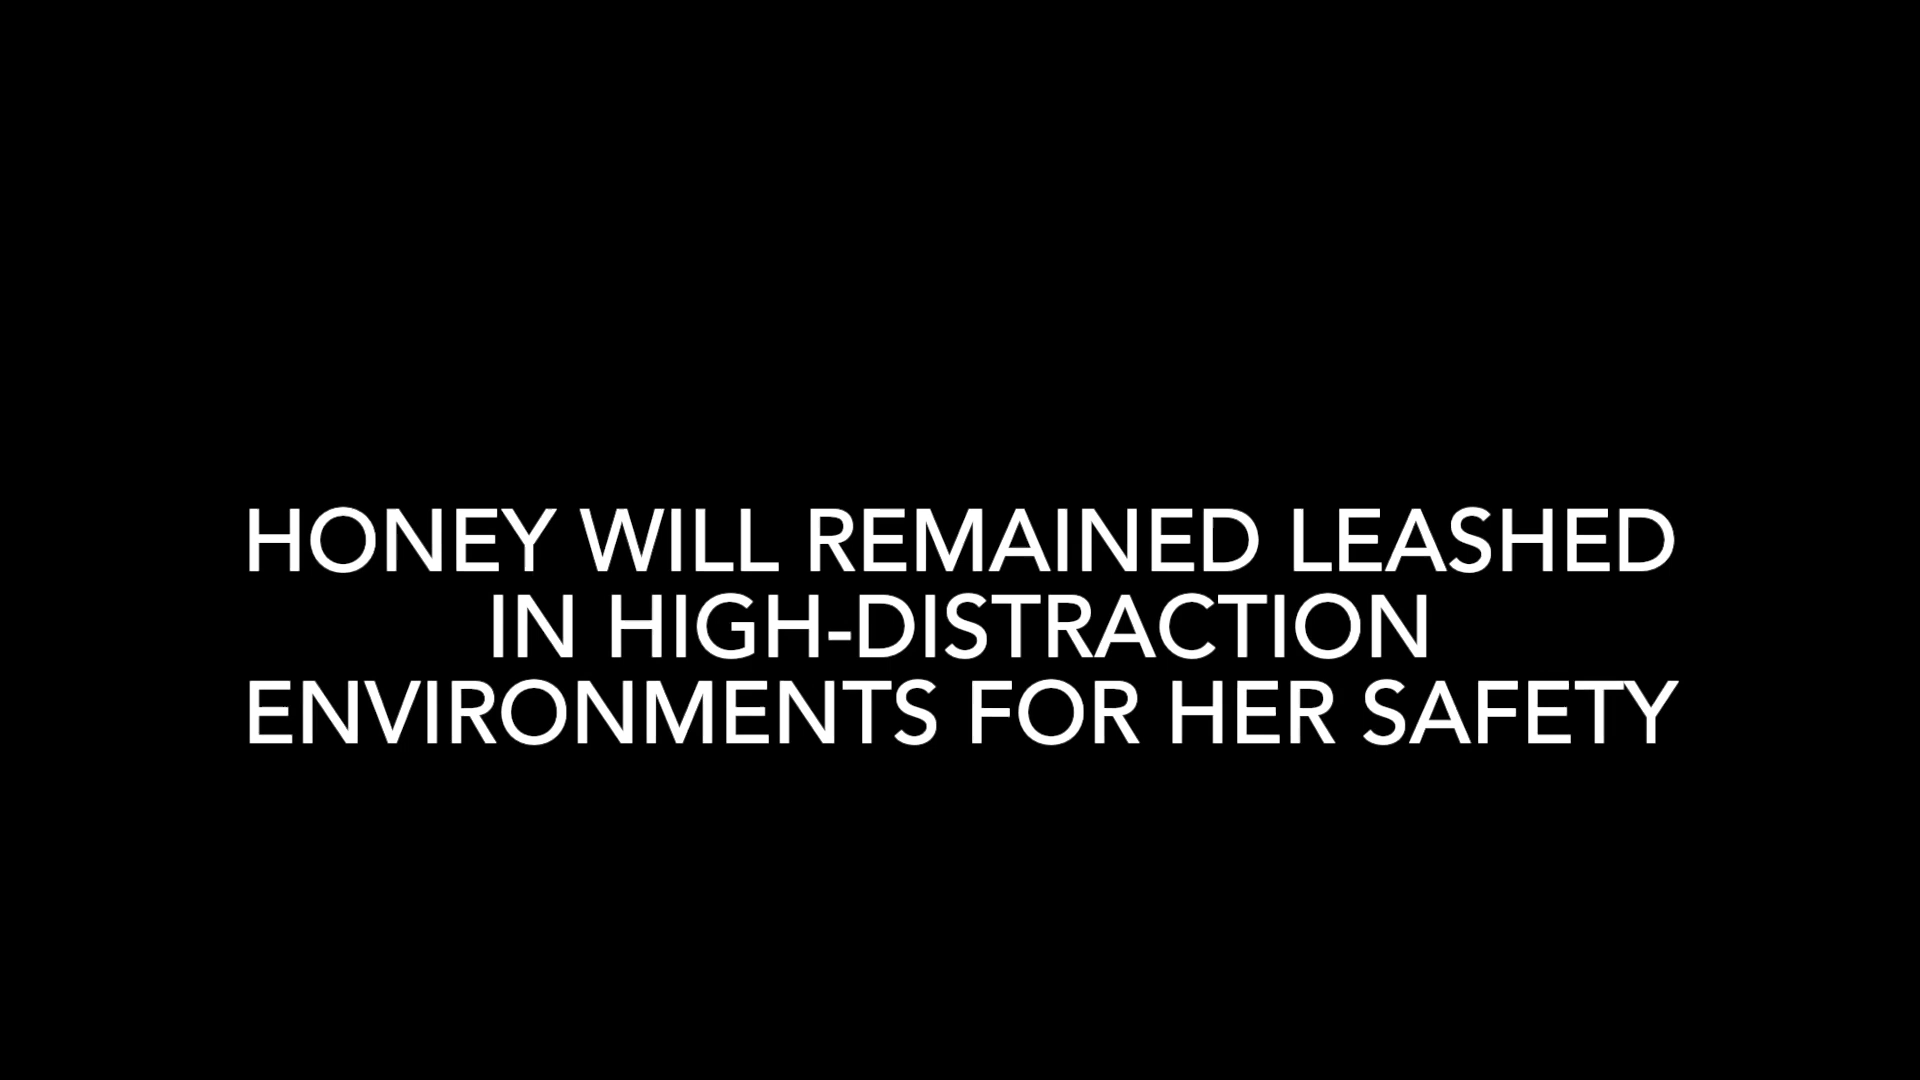 HONEY WILL REMAINED LEASHED
IN HIGH-DISTRACTION
ENVIRONMENTS FOR HER SAFETY